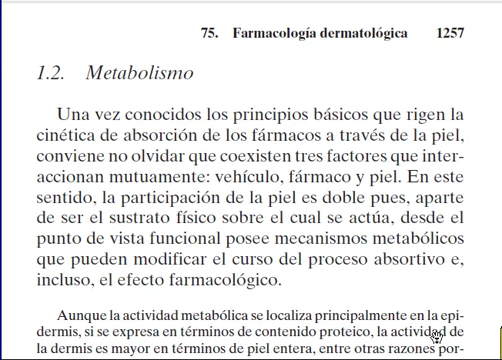 75. Farmacología dermatológica 1257
1.2. Metabolismo
Una vez conocidos los principios básicos que rigen la
cinética de absorción de los fármacos a través de la piel,
conviene no olvidar que coexisten tres factores que inter-
accionan mutuamente: vehículo, fármaco y piel. En este
sentido, la participación de la piel es doble pues, aparte
de ser el sustrato físico sobre el cual se actúa, desde el
punto de vista funcional posee mecanismos metabólicos
que pueden modificar el curso del proceso absortivo e,
incluso, el efecto farmacológico.
Aunque la actividad metabólica se localiza principalmente en la epi-
dermis, si se expresa en términos de contenido proteico, la actividad de
la dermis es mayor en términos de piel entera, entre otras razones por-